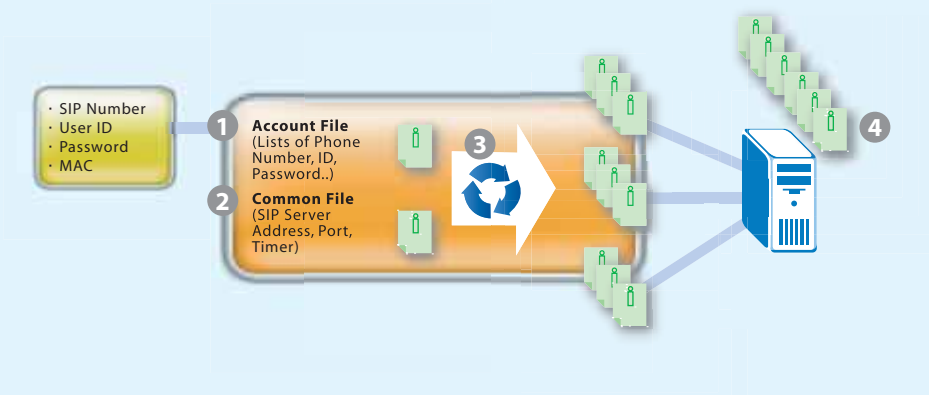 · SIP Number
· User ID
· Password
· MAC
1
Account File
(Lists of Phone
Number, ID,
Password..)
2
Common File
(SIP Server
Address, Port,
Timer)
3
4